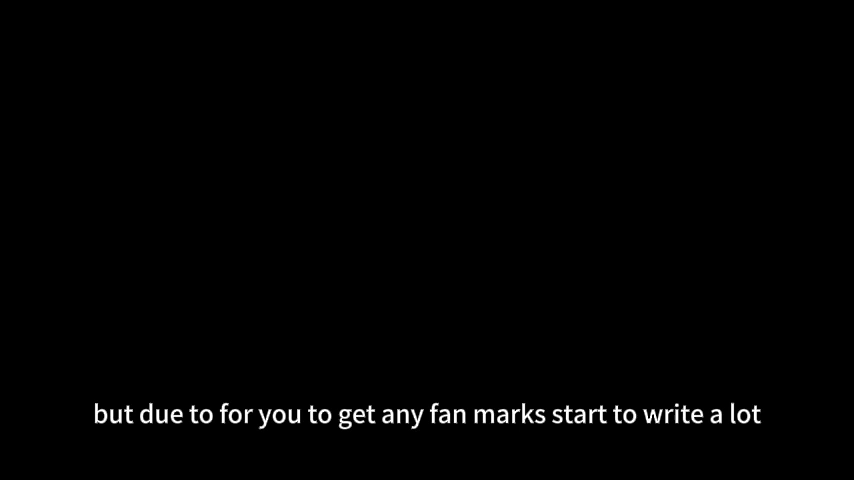 but due to for you to get any fan marks start to write a lot